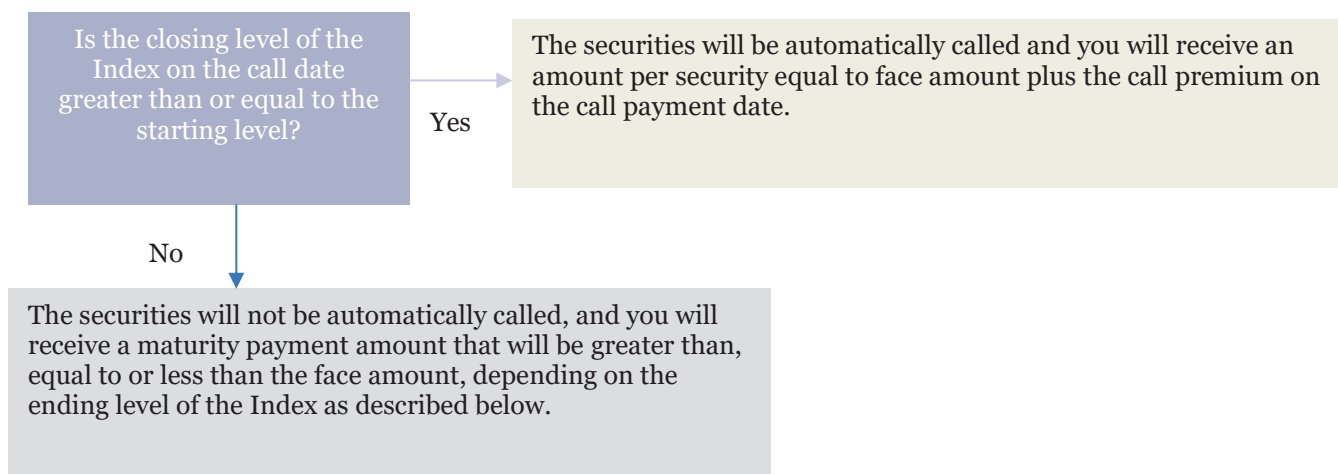 Is the closing level of the
Index on the call date
greater than or equal to the
starting level?
Yes
The securities will be automatically called and you will receive an
amount per security equal to face amount plus the call premium on
the call payment date.
No
The securities will not be automatically called, and you will
receive a maturity payment amount that will be greater than,
equal to or less than the face amount, depending on the
ending level of the Index as described below.